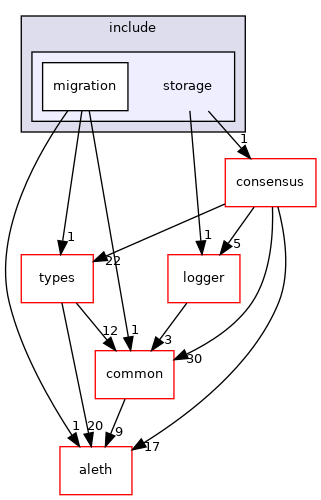 include
migration
storage
1
consensus
1
22
1
5
types
logger
12
1
3
30
common
1
20
9
17
aleth